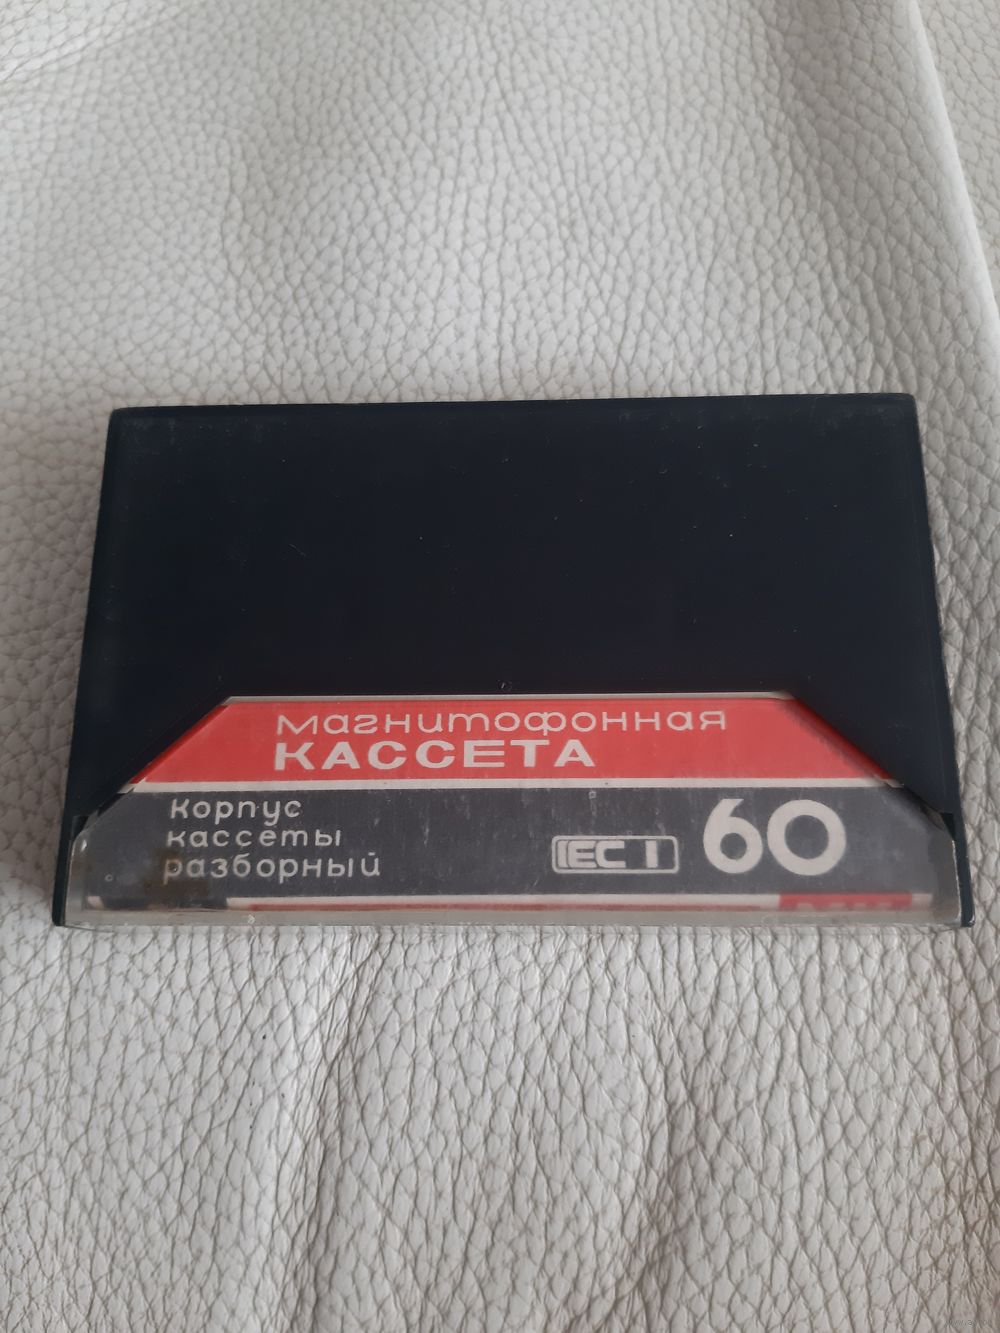 магнитофонная
КАССЕТА
Корпус
кассеты
разборный
IEC I
60